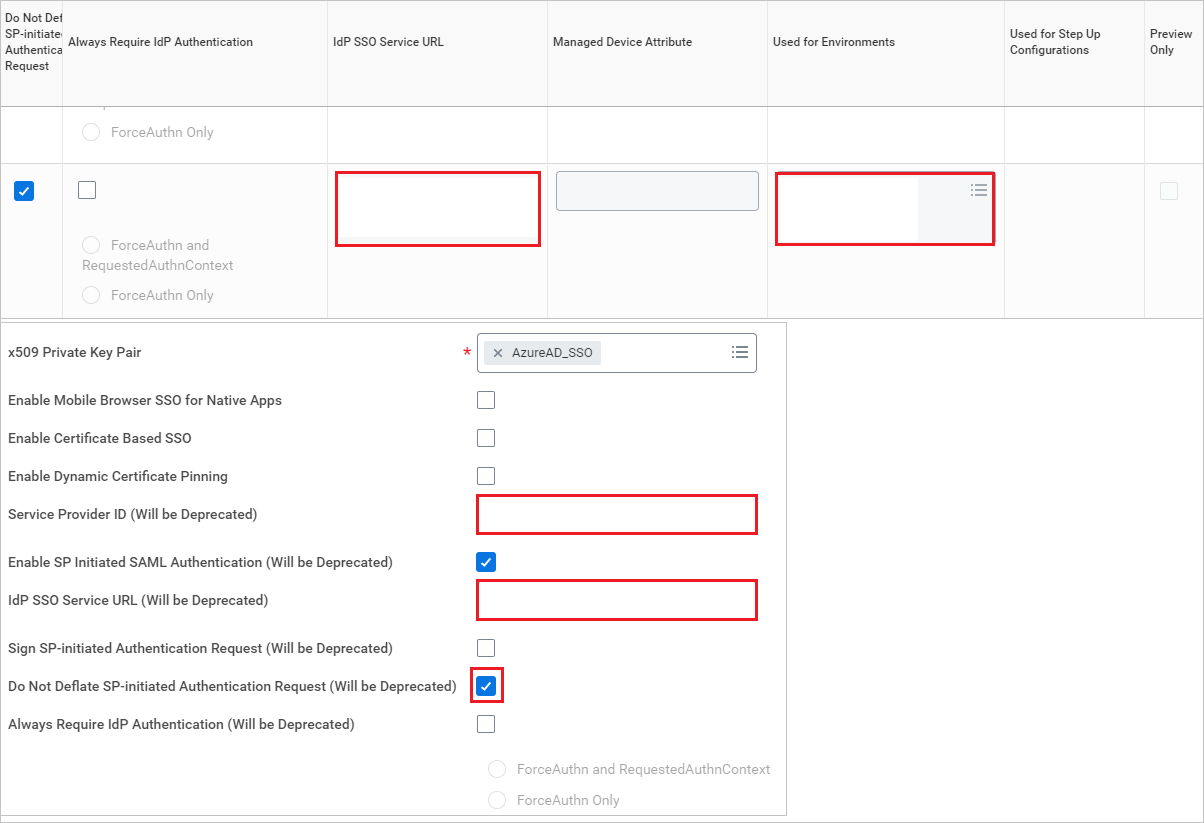 Do Not Def
SP-initiate
Authentica
Request
Always Require IdP Authentication
IdP SSO Service URL
Managed Device Attribute
Used for Environments
Used for Step Up
Configurations
Preview
Only
ForceAuthn Only
ForceAuthn and
RequestedAuthnContext
ForceAuthn Only
x509 Private Key Pair
* × AzureAD_SSO
Enable Mobile Browser SSO for Native Apps
Enable Certificate Based SSO
Enable Dynamic Certificate Pinning
Service Provider ID (Will be Deprecated)
Enable SP Initiated SAML Authentication (Will be Deprecated)
IdP SSO Service URL (Will be Deprecated)
Sign SP-initiated Authentication Request (Will be Deprecated)
Do Not Deflate SP-initiated Authentication Request (Will be Deprecated)
Always Require IdP Authentication (Will be Deprecated)
ForceAuthn and RequestedAuthnContext
ForceAuthn Only